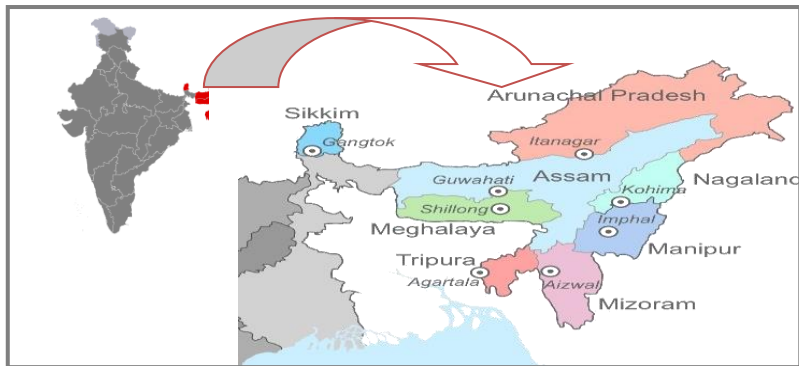 Arunachal Pradesh
Sikkim
Gangtok
Itanagar
Guwahati
Assam
Nagaland
Kohima
Shillong
Imphal
Meghalaya
Manipur
Tripura
Agartala
Aizwal
Mizoram